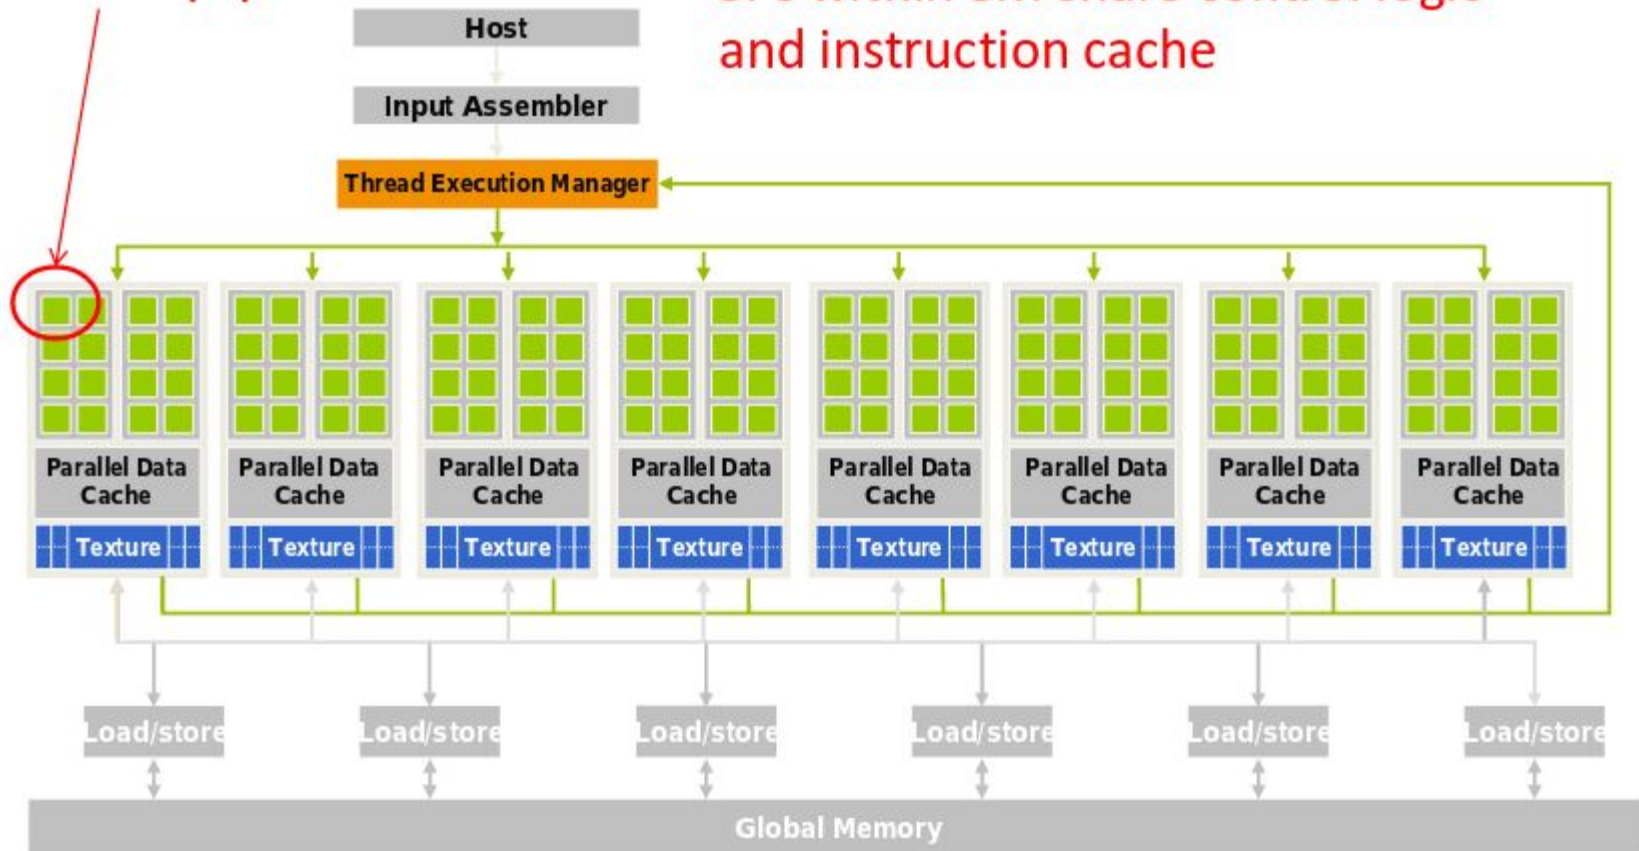 Host
and instruction cache
Input Assembler
Thread Execution Manager
Parallel Data
Cache
Parallel Data
Cache
Parallel Data
Cache
Parallel Data
Cache
Parallel Data
Cache
Parallel Data
Cache
Parallel Data
Cache
Parallel Data
Cache
Texture
Texture
Texture
Texture
Texture
Texture
Texture
Texture
Load/store
Load/store
Load/store
Load/store
Load/store
Load/store
Global Memory